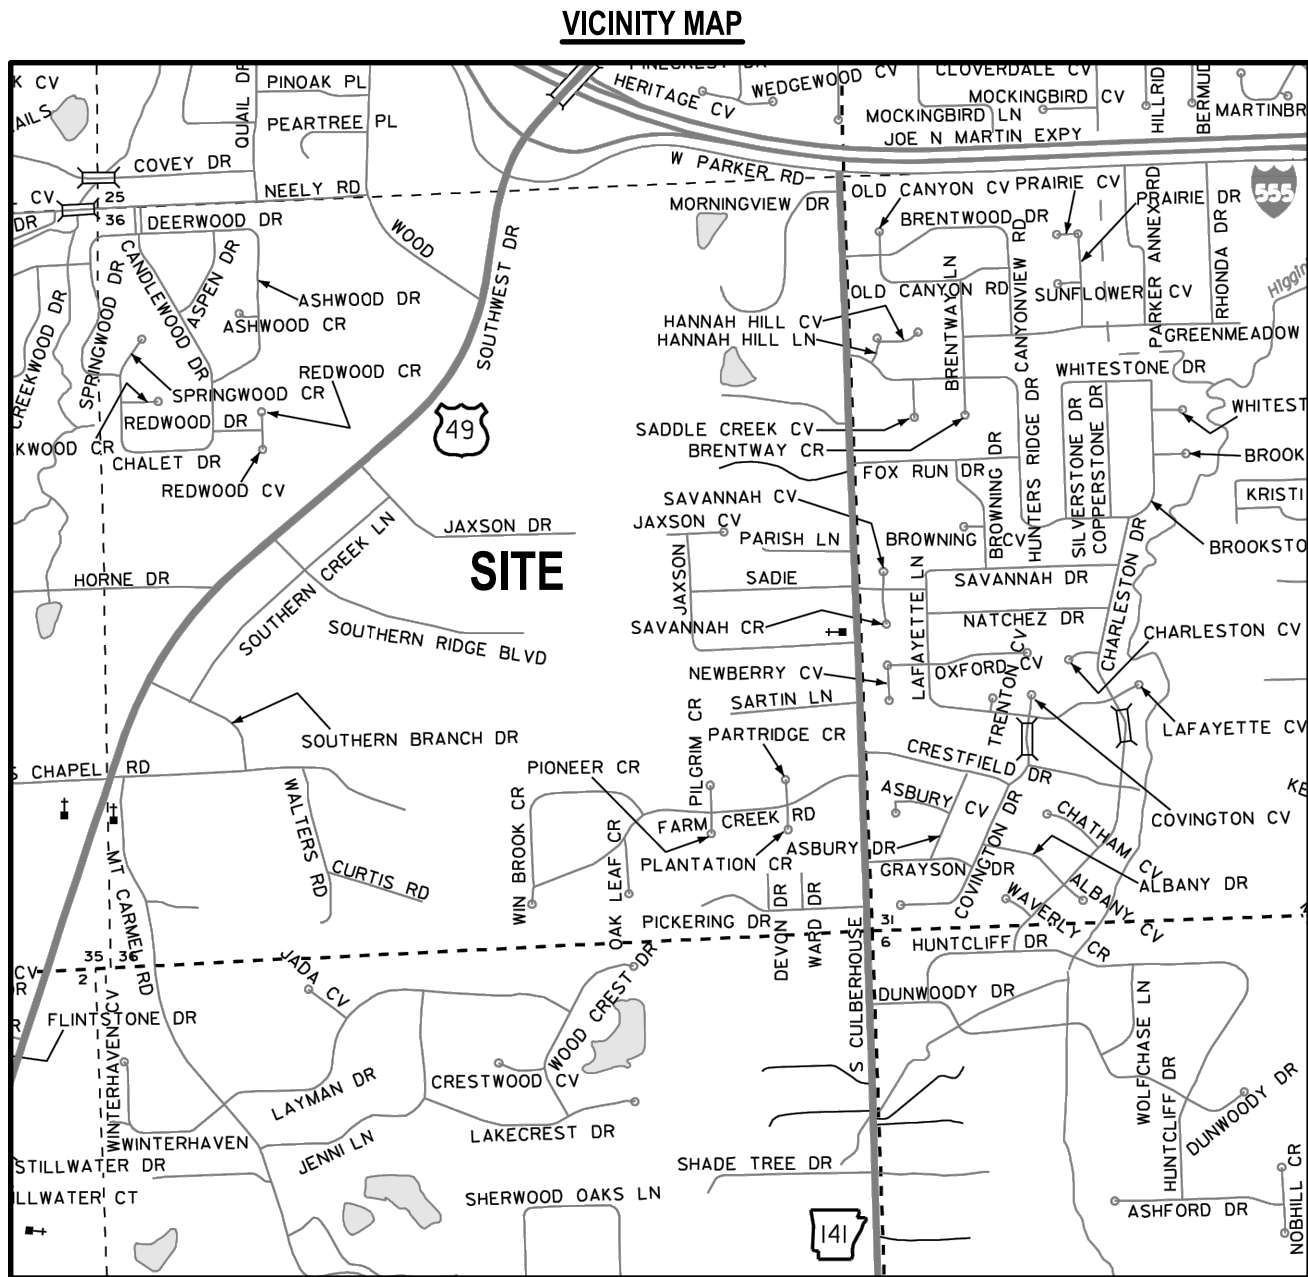 VICINITY MAP
K CV
AILS
QUAIL DR
PINOAK PL
PEARTREE PL
HERITAGE CV
PINECREST DR
WEDGEWOOD CV
CLOVERDALE CV
MOCKINGBIRD CV
MOCKINGBIRD LN
HILLRID
BERMUD
MARTINBR
JOE N MARTIN EXPY
COVEY DR
NEELY RD
W PARKER RD
CV
25
36
DR
DEERWOOD DR
WOOD
MORNINGVIEW DR
OLD CANYON CV
PRAIRIE CV
PRAIRIE DR
555
BRENTWOOD DR
CANYONVIEW RD
PARKER ANNEX RD
RHONDA DR
Higgin
CREEKWOOD DR
SPRINGWOOD DR
CANDLEWOOD DR
ASPEN DR
ASHWOOD DR
ASHWOOD CR
SOUTHWEST DR
OLD CANYON RD
SUNFLOWER CV
HANNAH HILL CV
HANNAH HILL LN
BRENTWAY LN
GREENMEADOW
WHITESTONE DR
REDWOOD CR
SPRINGWOOD CR
REDWOOD DR
KWOOD CR
CHALET DR
REDWOOD CV
49
SADDLE CREEK CV
BRENTWAY CR
FOX RUN DR
BROWNING DR
HUNTERS RIDGE DR
SILVERSTONE DR
COPPERSTONE DR
WHITEST
BROOK
KRISTI
BROOKSTO
SAVANNAH CV
JAXSON CV
PARISH LN
BROWNING CV
JAXSON DR
SITE
SOUTHERN CREEK LN
HORNE DR
JAXSON
SADIE
SAVANNAH DR
NATCHEZ DR
CHARLESTON DR
CHARLESTON CV
SAVANNAH CR
LAFAYETTE LN
SOUTHERN RIDGE BLVD
NEWBERRY CV
OXFORD CV
TRENTON CV
SARTIN LN
LAFAYETTE CV
SOUTHERN BRANCH DR
PILGRIM CR
PARTRIDGE CR
CRESTFIELD DR
S CHAPEL RD
PIONEER CR
WALTERS RD
WIN BROOK CR
FARM CREEK RD
ASBURY CV
COVINGTON CV
KE
CHATHAM CV
ASBURY DR
COVINGTON DR
MT CARMEL RD
CURTIS RD
OAK LEAF CR
PLANTATION CR
GRAYSON DR
ALBANY DR
ALBANY CV
WAVERLY CR
DEVON DR
WARD DR
PICKERING DR
31
6
HUNTCLIFF DR
S CULBERHOUSE
35
36
2
CV
DR
JADA CV
WOOD CREST DR
DUNWOODY DR
R
FLINTSTONE DR
WINTERHAVEN CV
WOLFCHASE LN
HUNTCLIFF DR
DUNWOODY DR
CRESTWOOD CV
LAYMAN DR
WINTERHAVEN
JENNI LN
LAKECREST DR
STILLWATER DR
SHADE TREE DR
ILLWATER CT
SHERWOOD OAKS LN
141
ASHFORD DR
NOBHILL CR